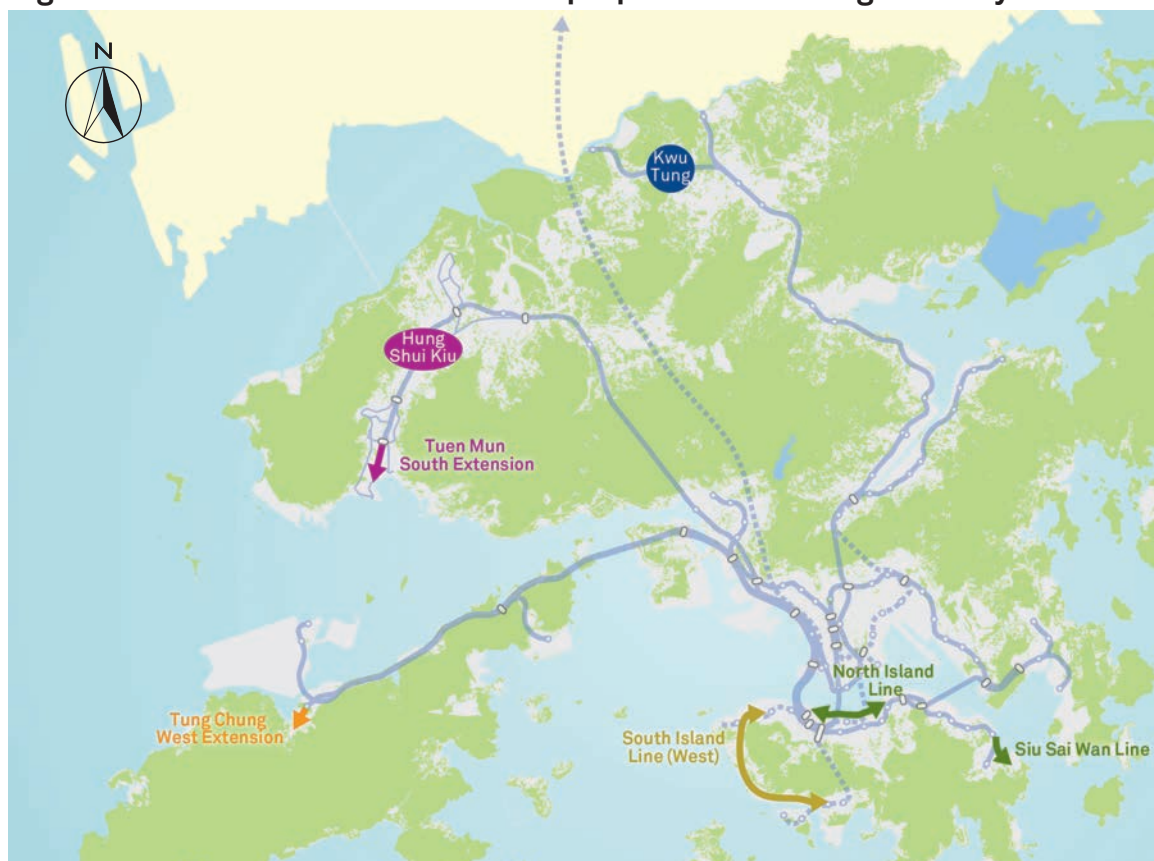 N
Kwu
Tung
Hung
Shui Kiu
Tuen Mun
South Extension
North Island
Line
Tung Chung
West Extension
South Island
Line (West)
Siu Sai Wan Line